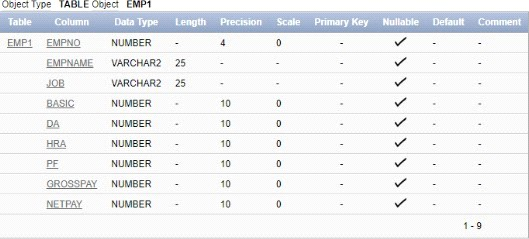 Object Type TABLE Object EMP1
Table Column Data Type Length Precision Scale Primary Key Nullable Default Comment
EMP1 EMPNO NUMBER - 4 0 - - -
EMPNAME VARCHAR2 25 - - - - -
JOB VARCHAR2 25 - - - - -
BASIC NUMBER - 10 0 - - -
DA NUMBER - 10 0 - - -
HRA NUMBER - 10 0 - - -
PF NUMBER - 10 0 - - -
GROSSPAY NUMBER - 10 0 - - -
NETPAY NUMBER - 10 0 - - -
1 - 9